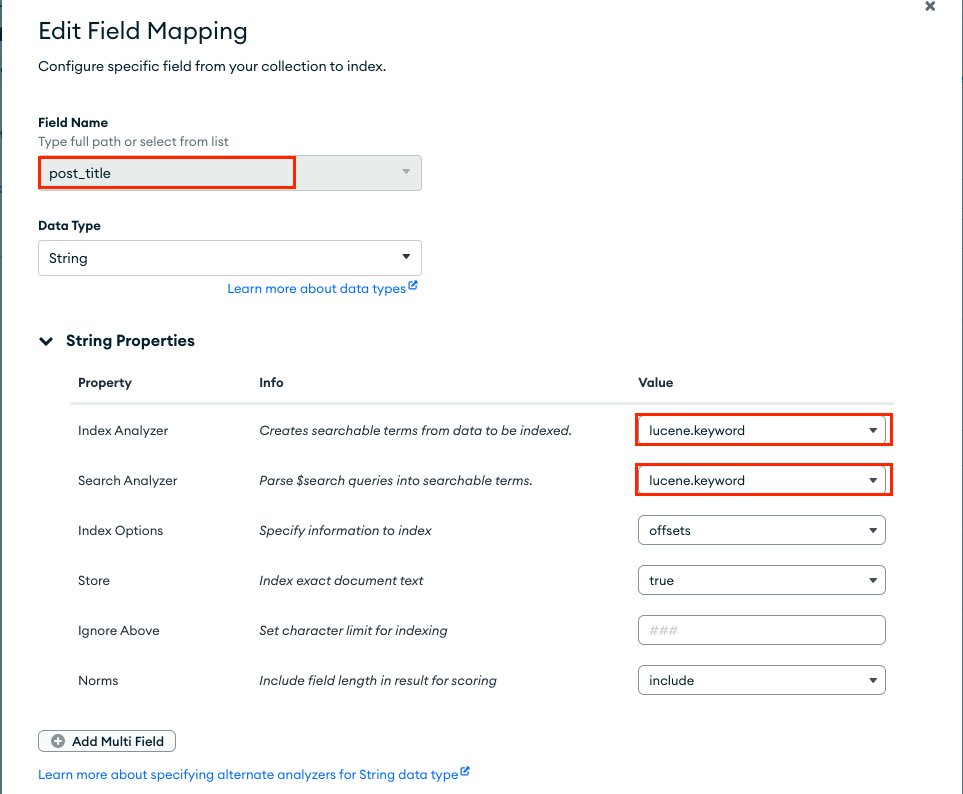 Edit Field Mapping
Configure specific field from your collection to index.
Field Name
Type full path or select from list
post_title
Data Type
String
Learn more about data types
String Properties
Property Info Value
Index Analyzer Creates searchable terms from data to be indexed. lucene.keyword
Search Analyzer Parse $search queries into searchable terms. lucene.keyword
Index Options Specify information to index offsets
Store Index exact document text true
Ignore Above Set character limit for indexing ###
Norms Include field length in result for scoring include
Add Multi Field
Learn more about specifying alternate analyzers for String data type